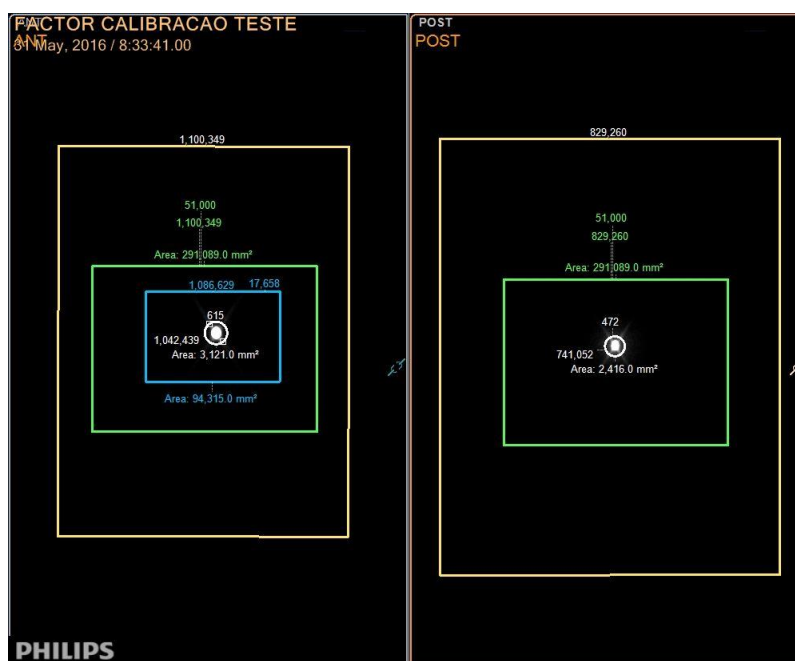 FACTOR CALIBRACAO TESTE
ANT
31 May, 2016 / 8:33:41.00
ANT
1,100,349
51,000
1,100,349
Area: 291,089.0 mm²
1,086,629 17,658
615
1,042,439
Area: 3,121.0 mm²
Area: 94,315.0 mm²
PHILIPS
POST
POST
829,260
51,000
829,260
Area: 291,089.0 mm²
472
741,052
Area: 2,416.0 mm²